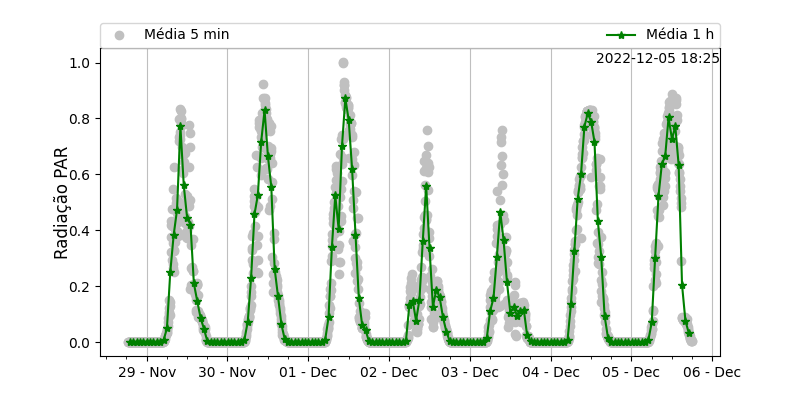 Média 5 min
Média 1 h
2022-12-05 18:25
Radiação PAR
1.0
0.8
0.6
0.4
0.2
0.0
29 - Nov
30 - Nov
01 - Dec
02 - Dec
03 - Dec
04 - Dec
05 - Dec
06 - Dec